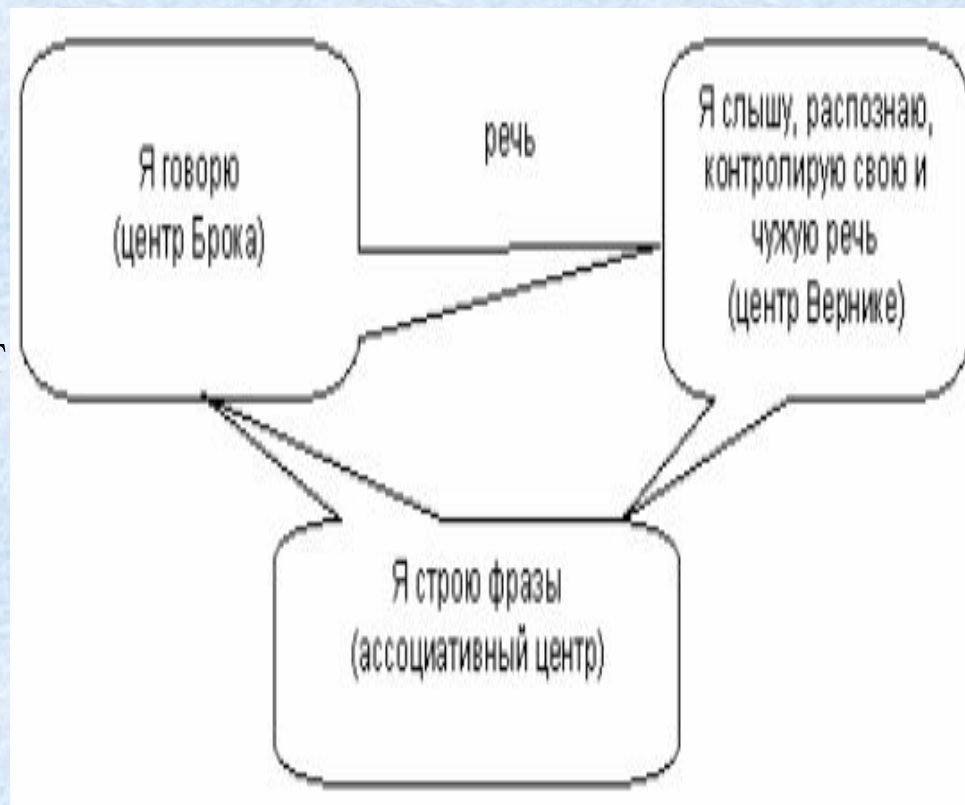 Я говорю
(центр Брока)
речь
Я слышу, распознаю,
контролирую свою и
чужую речь
(центр Вернике)
Я строю фразы
(ассоциативный центр)